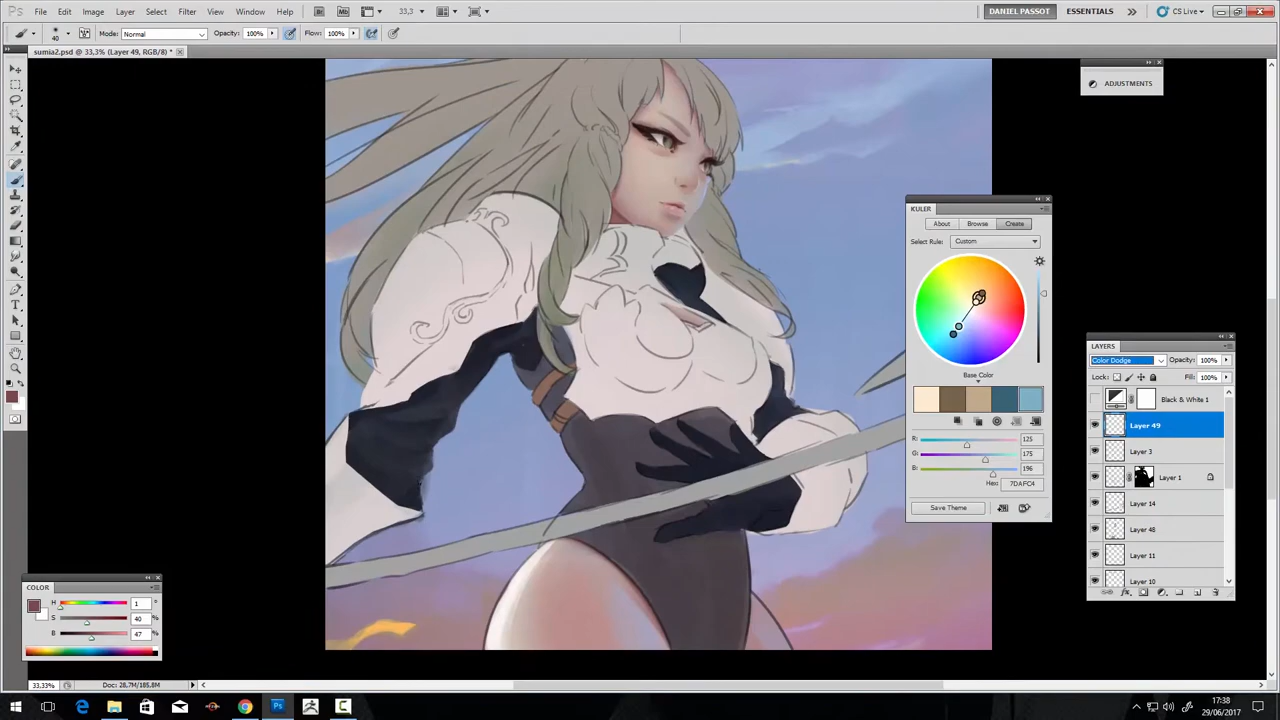 PS File Edit Image Layer Select Filter View Window Help Br Mb 33,3 DANIEL PASSOT ESSENTIALS CS Live
40 Mode: Normal Opacity: 100% Flow: 100%
sumia2.psd @ 33,3% (Layer 49, RGB/8) *
ADJUSTMENTS
KULER
About Browse Create
Select Rule: Custom
Base Color
R: 125
G: 175
B: 196
Hex: 7DAFC4
Save Theme
LAYERS
Color Dodge Opacity: 100%
Lock: Fill: 100%
Black & White 1
Layer 49
Layer 3
Layer 1
Layer 14
Layer 48
Layer 11
Layer 10
COLOR
H 1 °
S 40 %
B 47 %
33,33% Doc: 28,7M/185,8M
17:38
29/06/2017